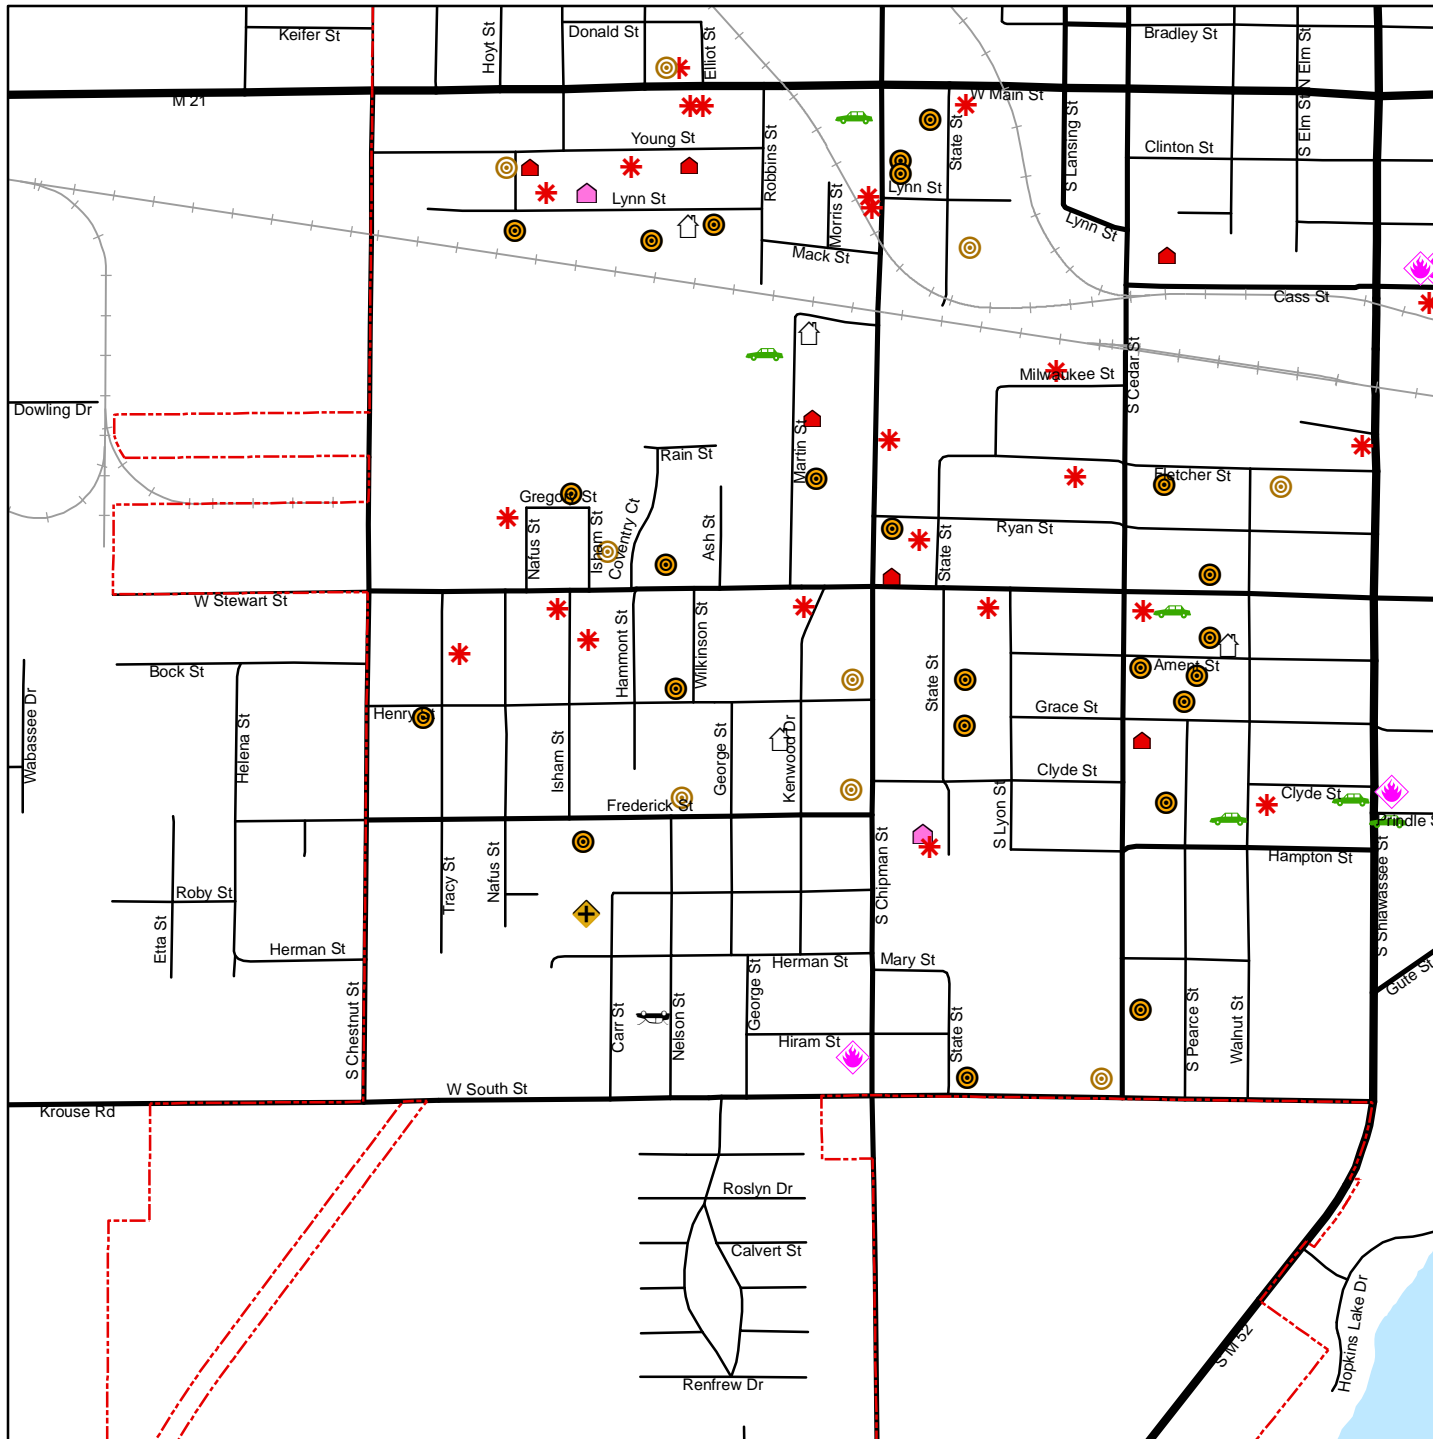 Keifer St
Hoyt St
Donald St
Elliot St
Bradley St
N Elm St
M 21
W Main St
Young St
Robbins St
State St
S Lansing St
Clinton St
S Elm St
Lynn St
Morris St
Lynn St
Lynn St
Mack St
Cass St
Milwaukee St
S Cedar St
Dowling Dr
Martin St
Rain St
Fletcher St
Gregory St
Nafus St
Isham St
Coventry Ct
Ash St
Ryan St
State St
W Stewart St
Hammont St
Wilkinson St
Bock St
State St
Ament St
Wabassee Dr
Helena St
Henry St
Isham St
George St
Kenwood Dr
Grace St
Clyde St
Clyde St
Frederick St
S Lyon St
Prindle S
Tracy St
Nafus St
S Chipman St
Hampton St
S Shiawassee St
Roby St
Etta St
Herman St
Herman St
Mary St
Gute St
S Chestnut St
Carr St
Nelson St
George St
Hiram St
State St
S Pearce St
Walnut St
W South St
Krouse Rd
Roslyn Dr
Calvert St
S M 52
Hopkins Lake Dr
Renfrew Dr